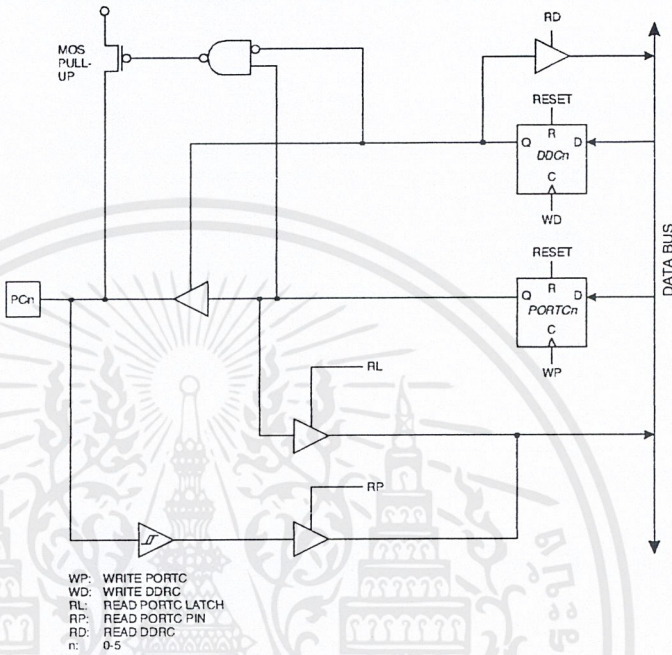 RD
MOS
PULL-
UP
RESET
R
Q
D
DDCn
C
WD
DATA BUS
RESET
R
Q
D
PORTCn
C
WP
PCn
RL
RP
WP: WRITE PORTC
WD: WRITE DDRC
RL: READ PORTC LATCH
RP: READ PORTC PIN
RD: READ DDRC
n: 0-5